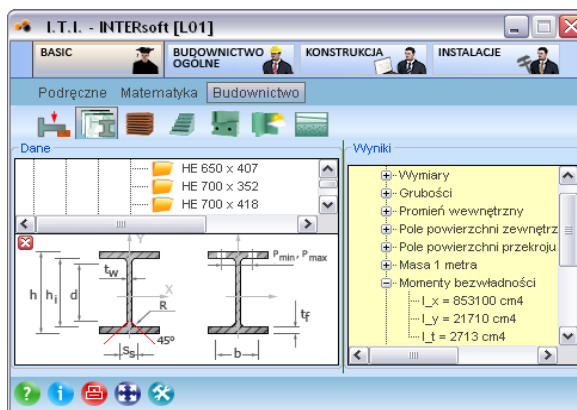 I.T.I. - INTERsoft [L01]
BASIC
BUDOWNICTWO OGÓLNE
KONSTRUKCJA
INSTALACJE
Podręczne Matematyka Budownictwo
Dane
HE 650 x 407
HE 700 x 352
HE 700 x 418
Y
tw
h hi d
X
R
Ss
45°
Pmin, Pmax
tf
b
Wyniki
Wymiary
Grubości
Promień wewnętrzny
Pole powierzchni zewnętrz
Pole powierzchni przekroju
Masa 1 metra
Momenty bezwładności
I_x = 853100 cm4
I_y = 21710 cm4
I_t = 2713 cm4